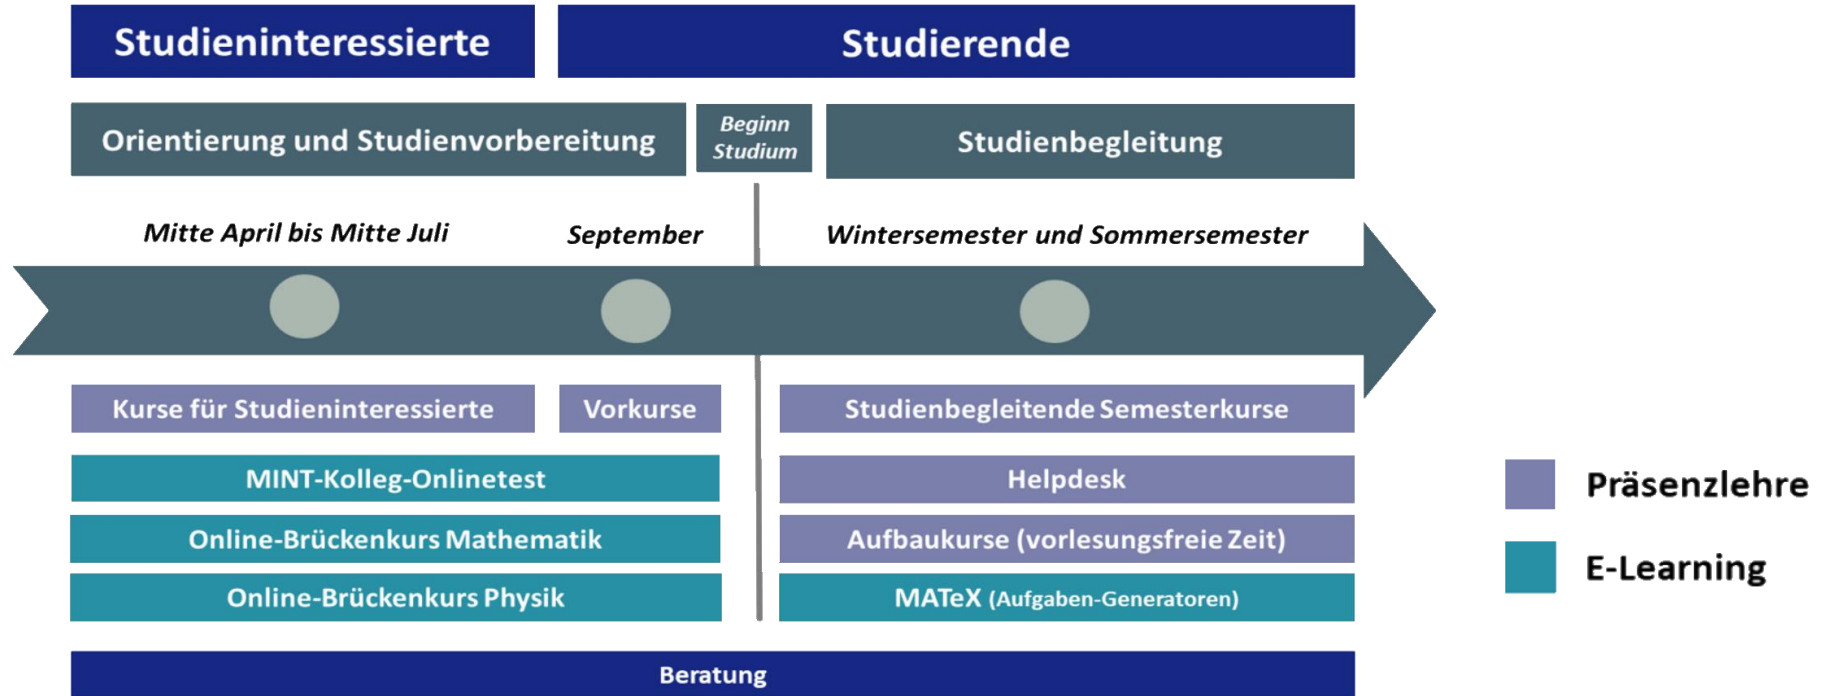 Studieninteressierte
Studierende
Orientierung und Studienvorbereitung
Beginn
Studium
Studienbegleitung
Mitte April bis Mitte Juli
September
Wintersemester und Sommersemester
Kurse für Studieninteressierte
Vorkurse
Studienbegleitende Semesterkurse
MINT-Kolleg-Onlinetest
Helpdesk
Präsenzlehre
Online-Brückenkurs Mathematik
Aufbaukurse (vorlesungsfreie Zeit)
E-Learning
Online-Brückenkurs Physik
MATeX (Aufgaben-Generatoren)
Beratung